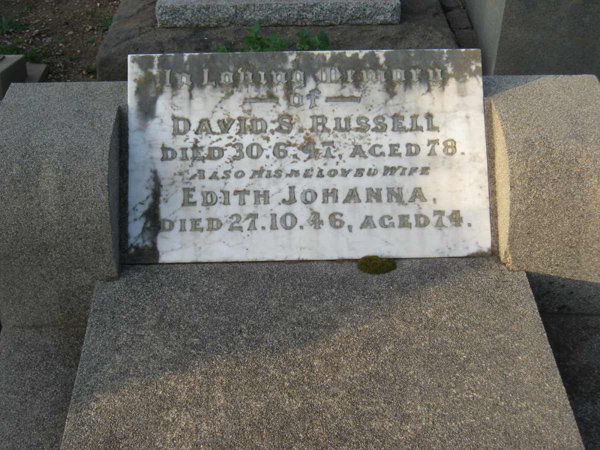 In Loving Memory
of
DAVID S. RUSSELL
DIED 30.6.47, AGED 78.
ALSO HIS BELOVED WIFE
EDITH JOHANNA,
DIED 27.10.46, AGED 74.